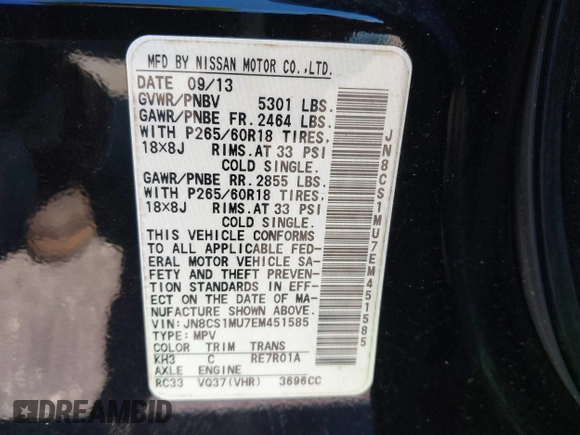 MFD BY NISSAN MOTOR CO.,LTD.
DATE 09/13
GVWR/PNBV 5301 LBS.
GAWR/PNBE FR. 2464 LBS.
WITH P265/60R18 TIRES,
18X8J RIMS.AT 33 PSI
COLD SINGLE.
GAWR/PNBE RR. 2855 LBS.
WITH P265/60R18 TIRES,
18X8J RIMS.AT 33 PSI
COLD SINGLE.
THIS VEHICLE CONFORMS
TO ALL APPLICABLE FED-
ERAL MOTOR VEHICLE SA-
FETY AND THEFT PREVEN-
TION STANDARDS IN EFF-
ECT ON THE DATE OF MA-
NUFACTURE SHOWN ABOVE.
VIN:JN8CS1MU7EM451585
TYPE:MPV
COLOR TRIM TRANS
KH3 C RE7R01A
AXLE ENGINE
RC33 VQ37(VHR) 3696CC
JN8CS1MU7EM451585
DREAMBID